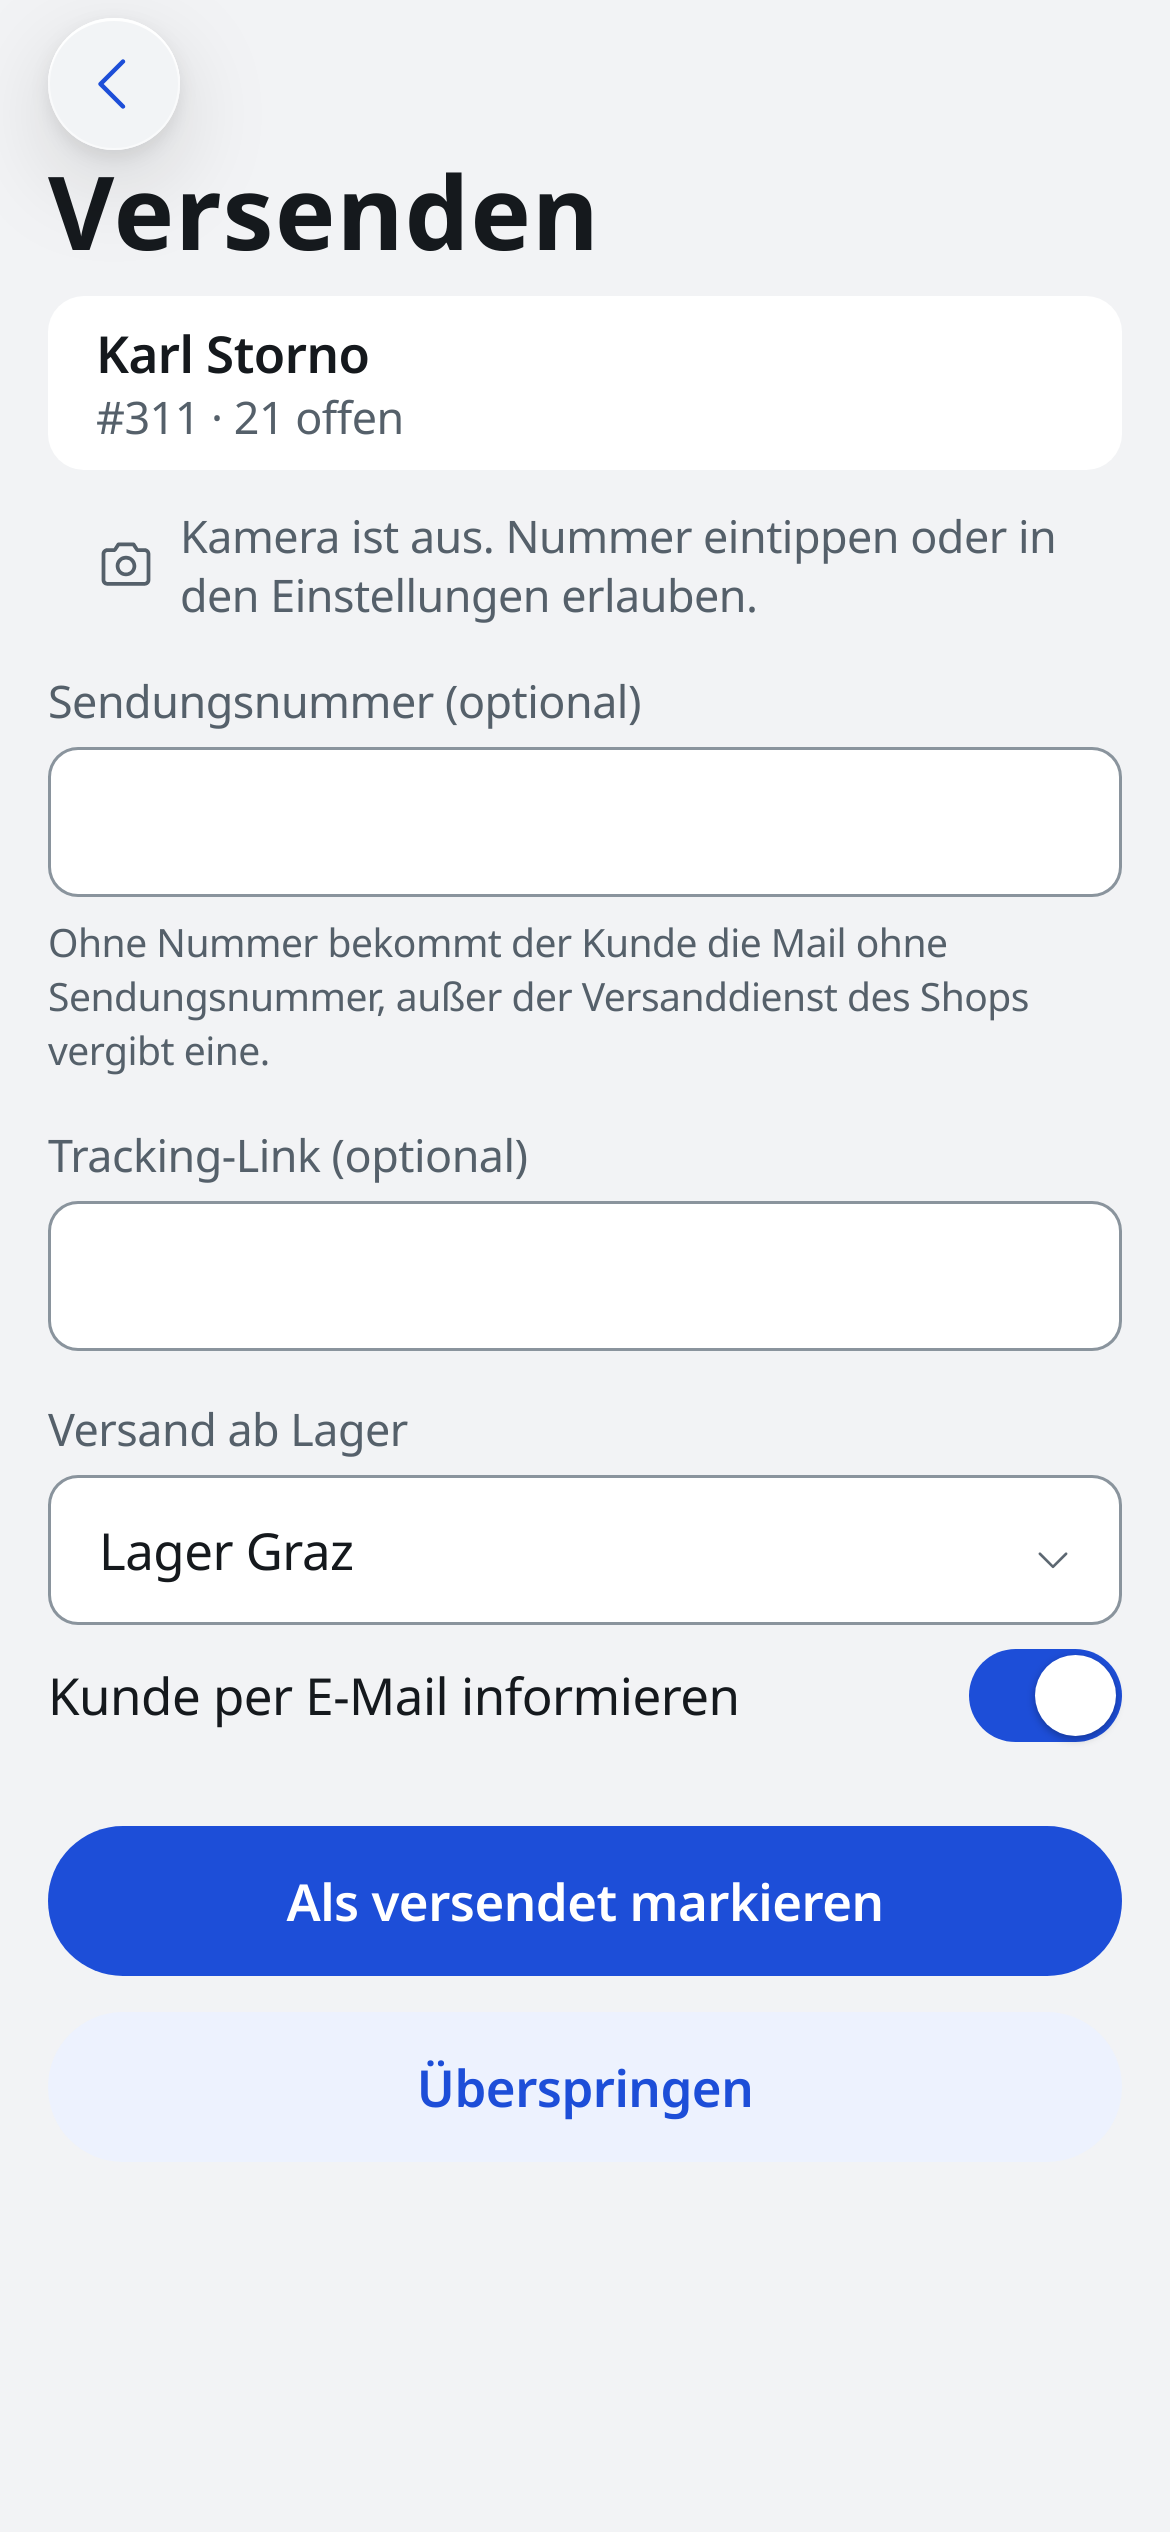 Versenden
Karl Storno
#311 · 21 offen
Kamera ist aus. Nummer eintippen oder in
den Einstellungen erlauben.
Sendungsnummer (optional)
Ohne Nummer bekommt der Kunde die Mail ohne
Sendungsnummer, außer der Versanddienst des Shops
vergibt eine.
Tracking-Link (optional)
Versand ab Lager
Lager Graz
Kunde per E-Mail informieren
Als versendet markieren
Überspringen